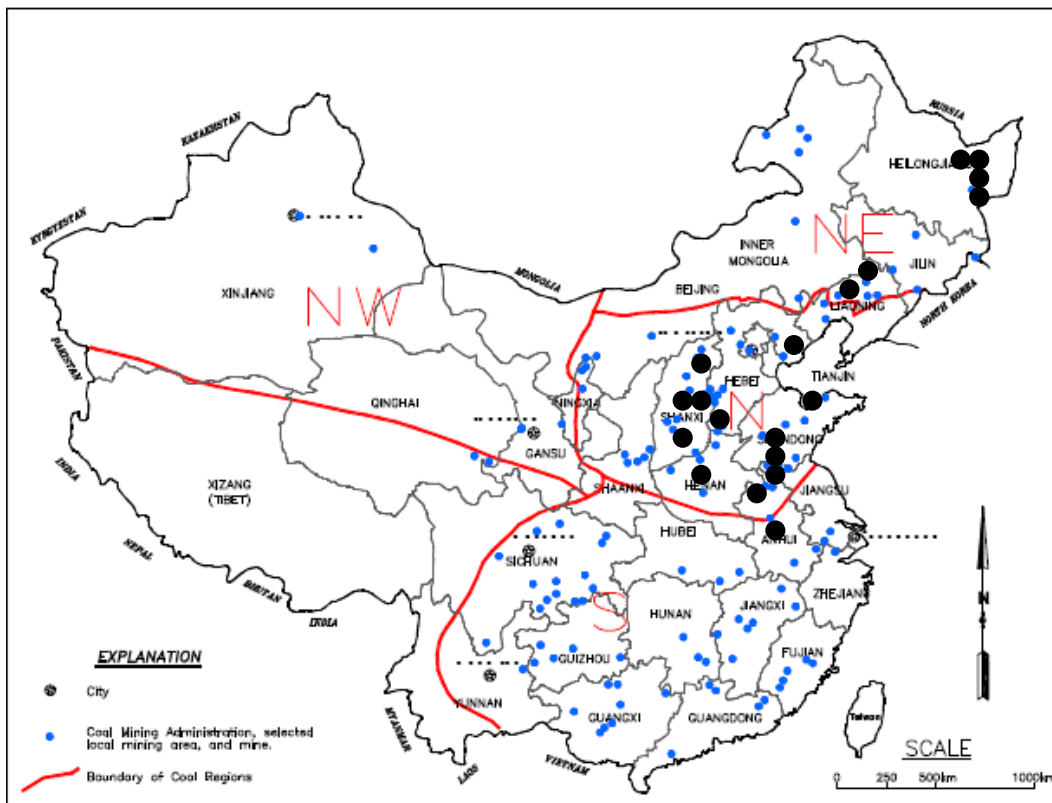 RUSSIA
KAZAKHSTAN
HEILONGJIA
KYRGYZSTAN
NE
INNER
MONGOLIA
JILIN
MONGOLIA
XINJIANG
BEIJING
NW
LIAONING
NORTH KOREA
PAKISTAN
HEBEI
TIANJIN
QINGHAI
NINGXIA
SHANXI
N
GANSU
INDIA
XIZANG
(TIBET)
SHAANXI
HENAN
JIANGSU
HUBEI
ANHUI
NEPAL
SICHUAN
BHUTAN
ZHEJIANG
INDIA
S
HUNAN
JIANGXI
N
EXPLANATION
GUIZHOU
FUJIAN
City
YUNNAN
MYANMAR
GUANGXI
GUANGDONG
Taiwan
Coal Mining Administration, selected
local mining area, and mine.
SCALE
LAOS
VIETNAM
Boundary of Coal Regions
0 250 500km 1000km